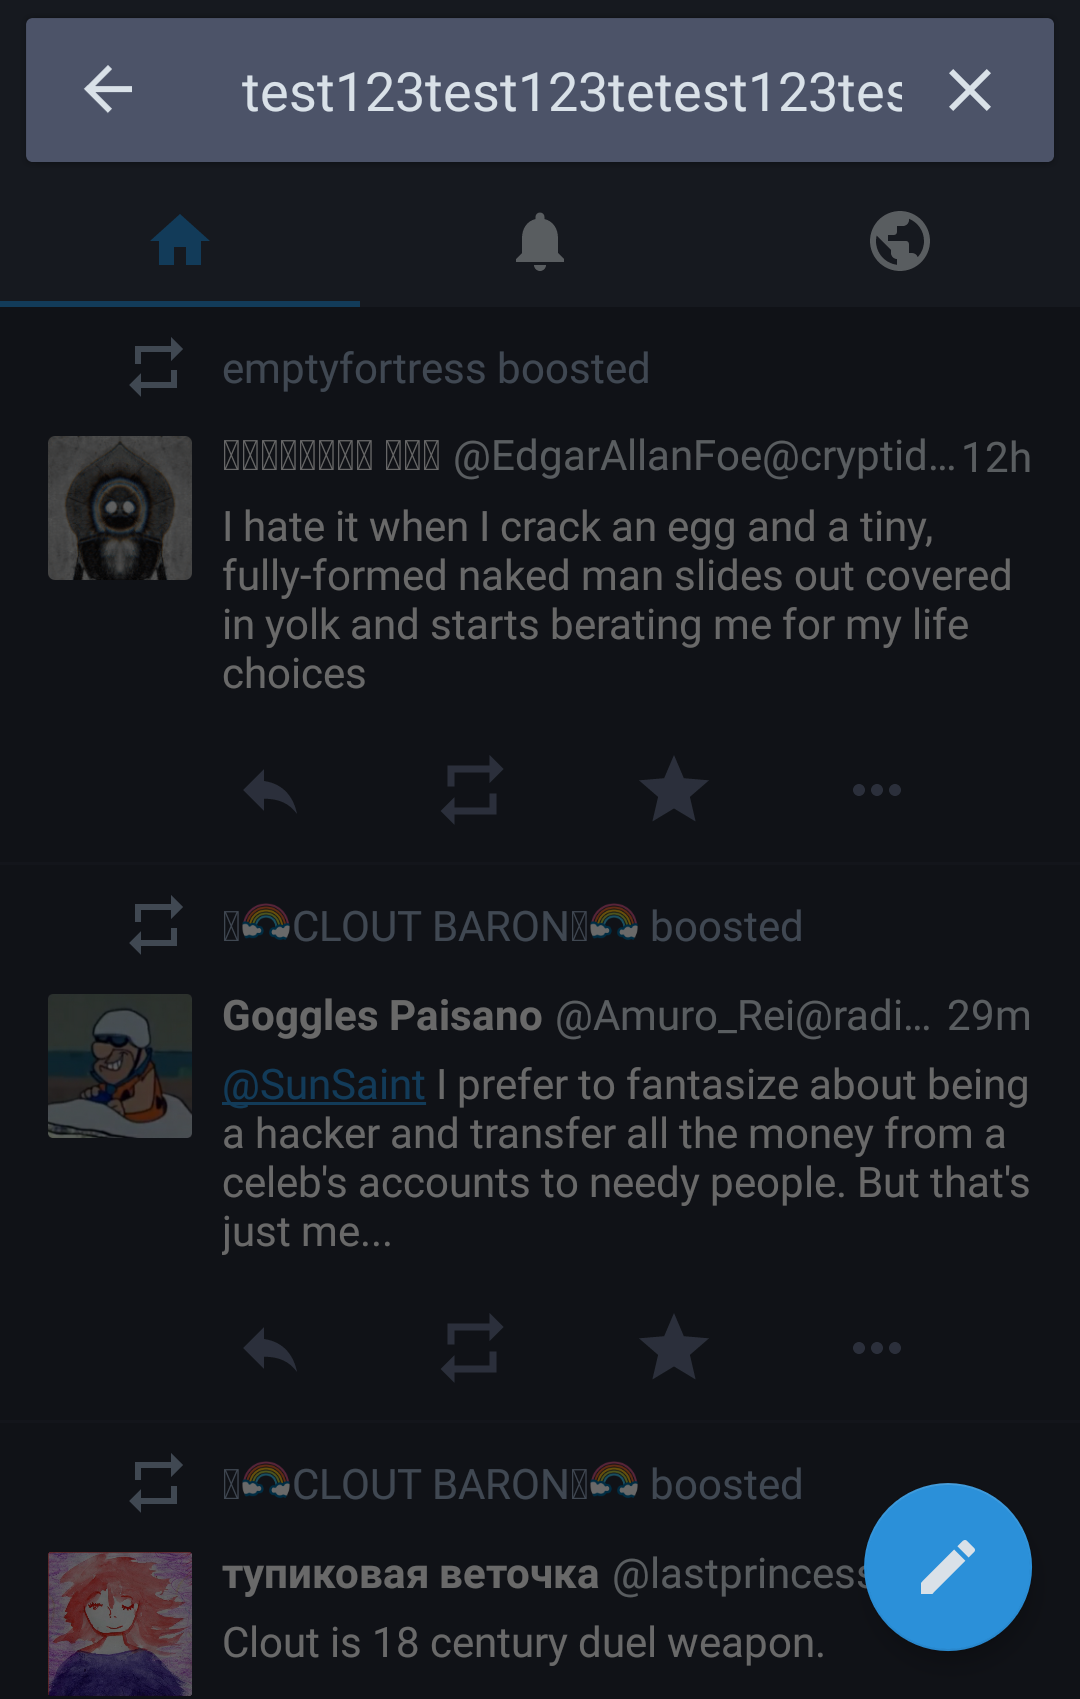 test123test123tetest123tes
emptyfortress boosted
@EdgarAllanFoe@cryptid… 12h
I hate it when I crack an egg and a tiny,
fully-formed naked man slides out covered
in yolk and starts berating me for my life
choices
🌈CLOUT BARON🌈 boosted
Goggles Paisano @Amuro_Rei@radi… 29m
@SunSaint I prefer to fantasize about being
a hacker and transfer all the money from a
celeb's accounts to needy people. But that's
just me...
🌈CLOUT BARON🌈 boosted
тупиковая веточка @lastprincess
Clout is 18 century duel weapon.